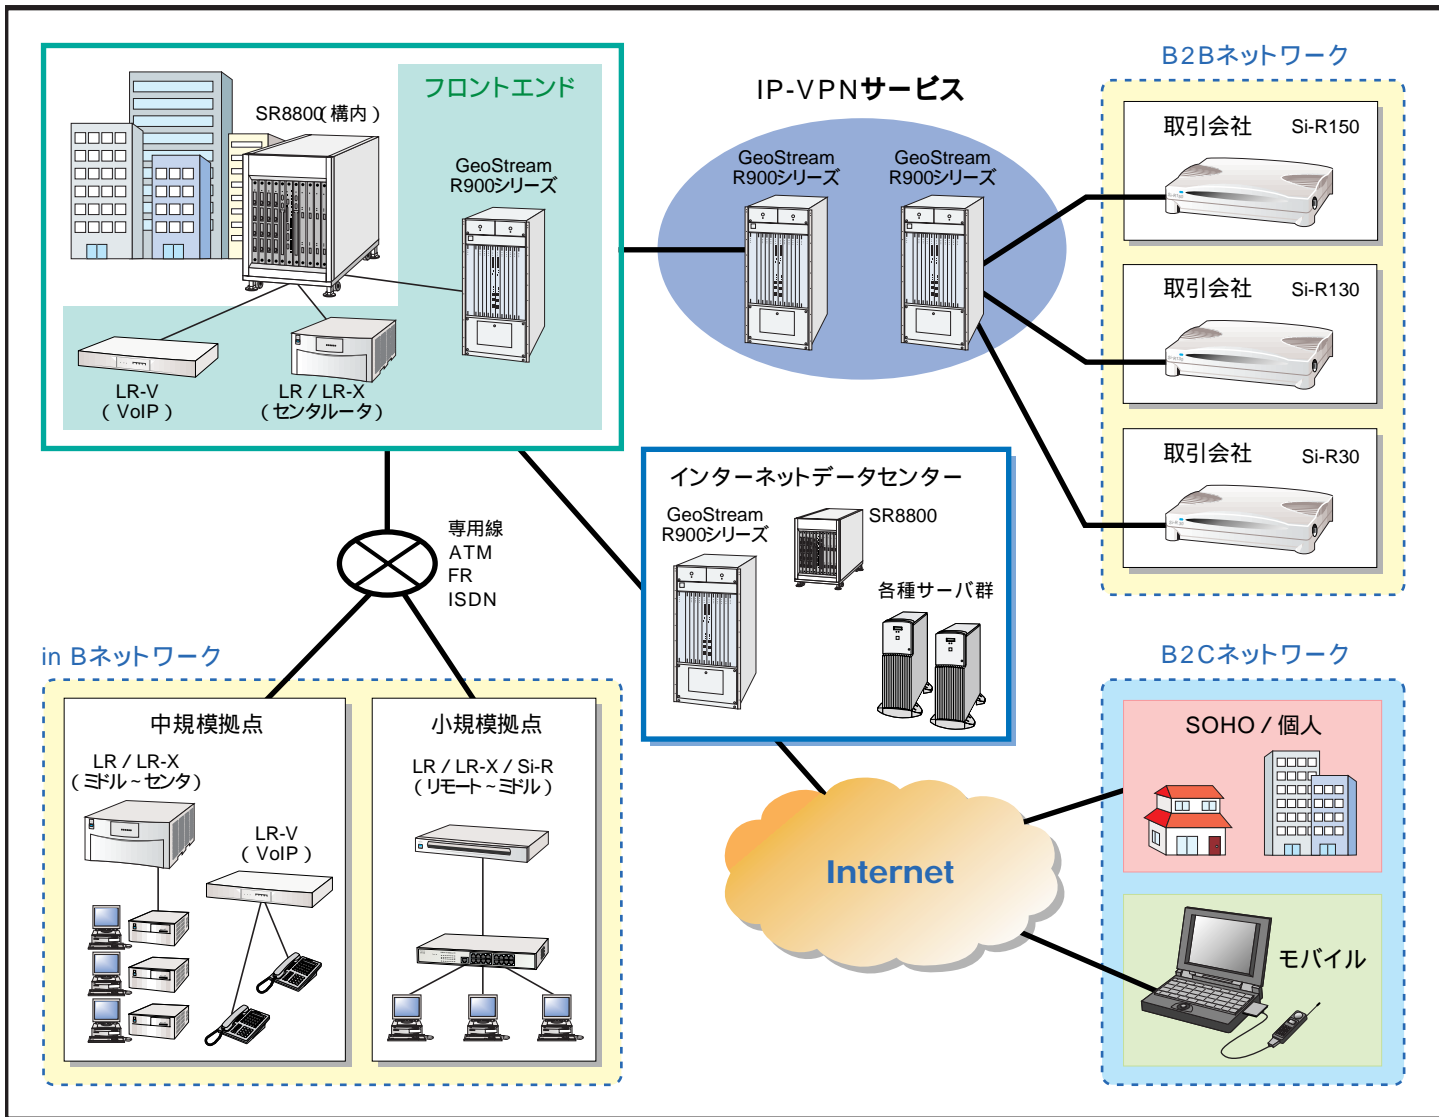 フロントエンド
SR8800(構内)
GeoStream
R900シリーズ
LR-V
(VoIP)
LR / LR-X
(センタルータ)
IP-VPNサービス
GeoStream
R900シリーズ
GeoStream
R900シリーズ
B2Bネットワーク
取引会社 Si-R150
取引会社 Si-R130
取引会社 Si-R30
専用線
ATM
FR
ISDN
インターネットデータセンター
GeoStream
R900シリーズ
SR8800
各種サーバ群
in Bネットワーク
中規模拠点
LR / LR-X
(ミドル~センタ)
LR-V
(VoIP)
小規模拠点
LR / LR-X / Si-R
(リモート~ミドル)
Internet
B2Cネットワーク
SOHO / 個人
モバイル